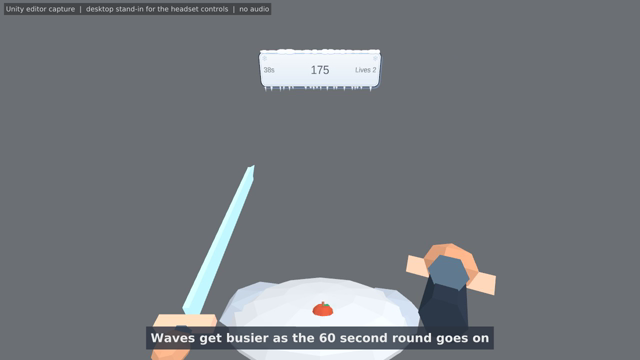 Unity editor capture | desktop stand-in for the headset controls | no audio
38s 175 Lives 2
Waves get busier as the 60 second round goes on